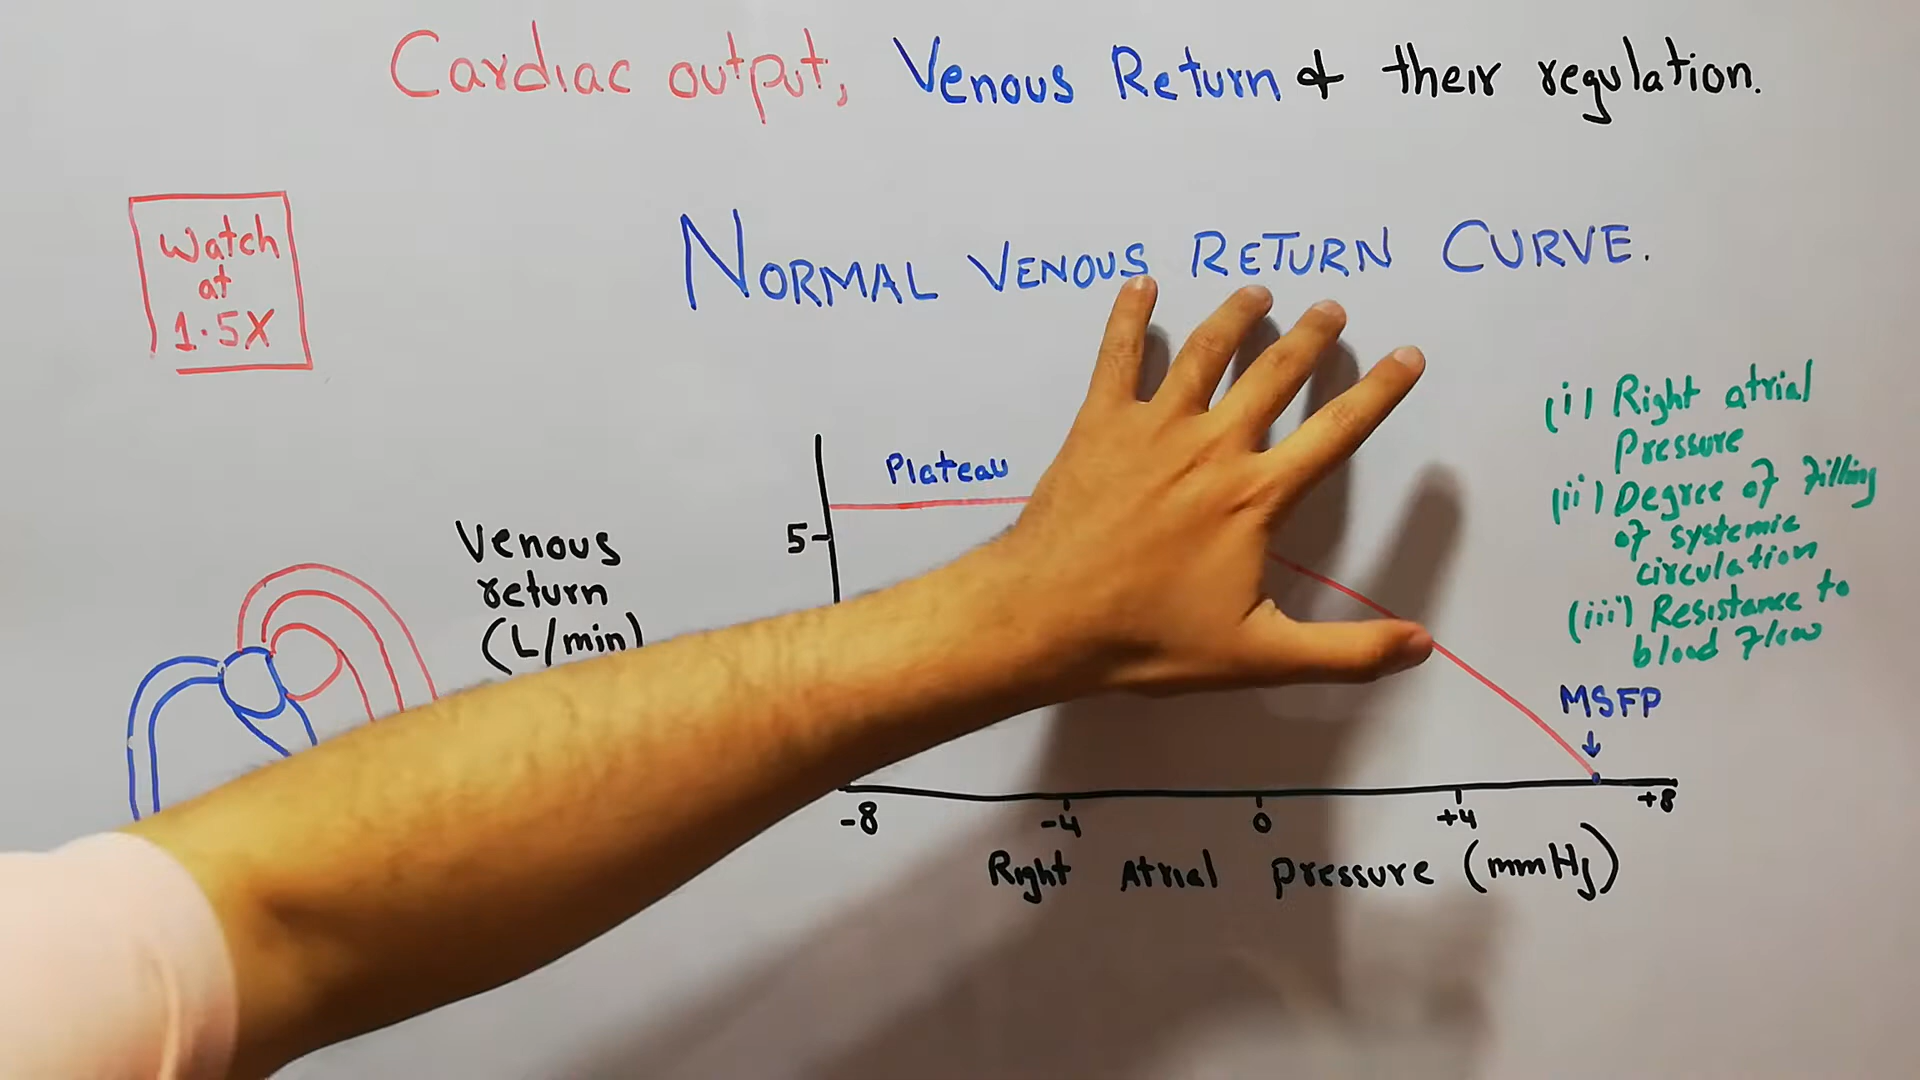 Cardiac output, Venous Return & their regulation.
Watch
at
1.5X
NORMAL VENOUS RETURN CURVE.
(i) Right atrial
Pressure
(ii) Degree of filling
of systemic
circulation
(iii) Resistance to
blood flow
Plateau
5
Venous
return
(L/min)
MSFP
-8 -4 0 +4 +8
Right Atrial Pressure (mmHg)